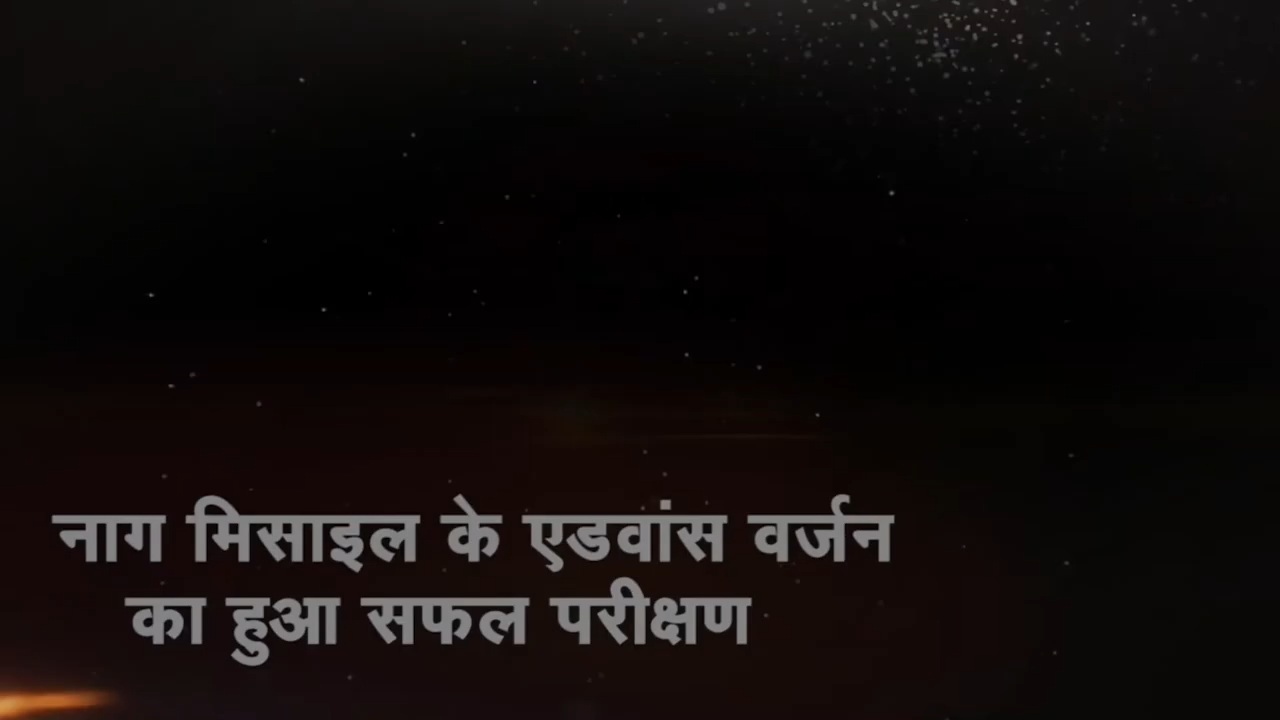 नाग मिसाइल के एडवांस वर्जन
का हुआ सफल परीक्षण